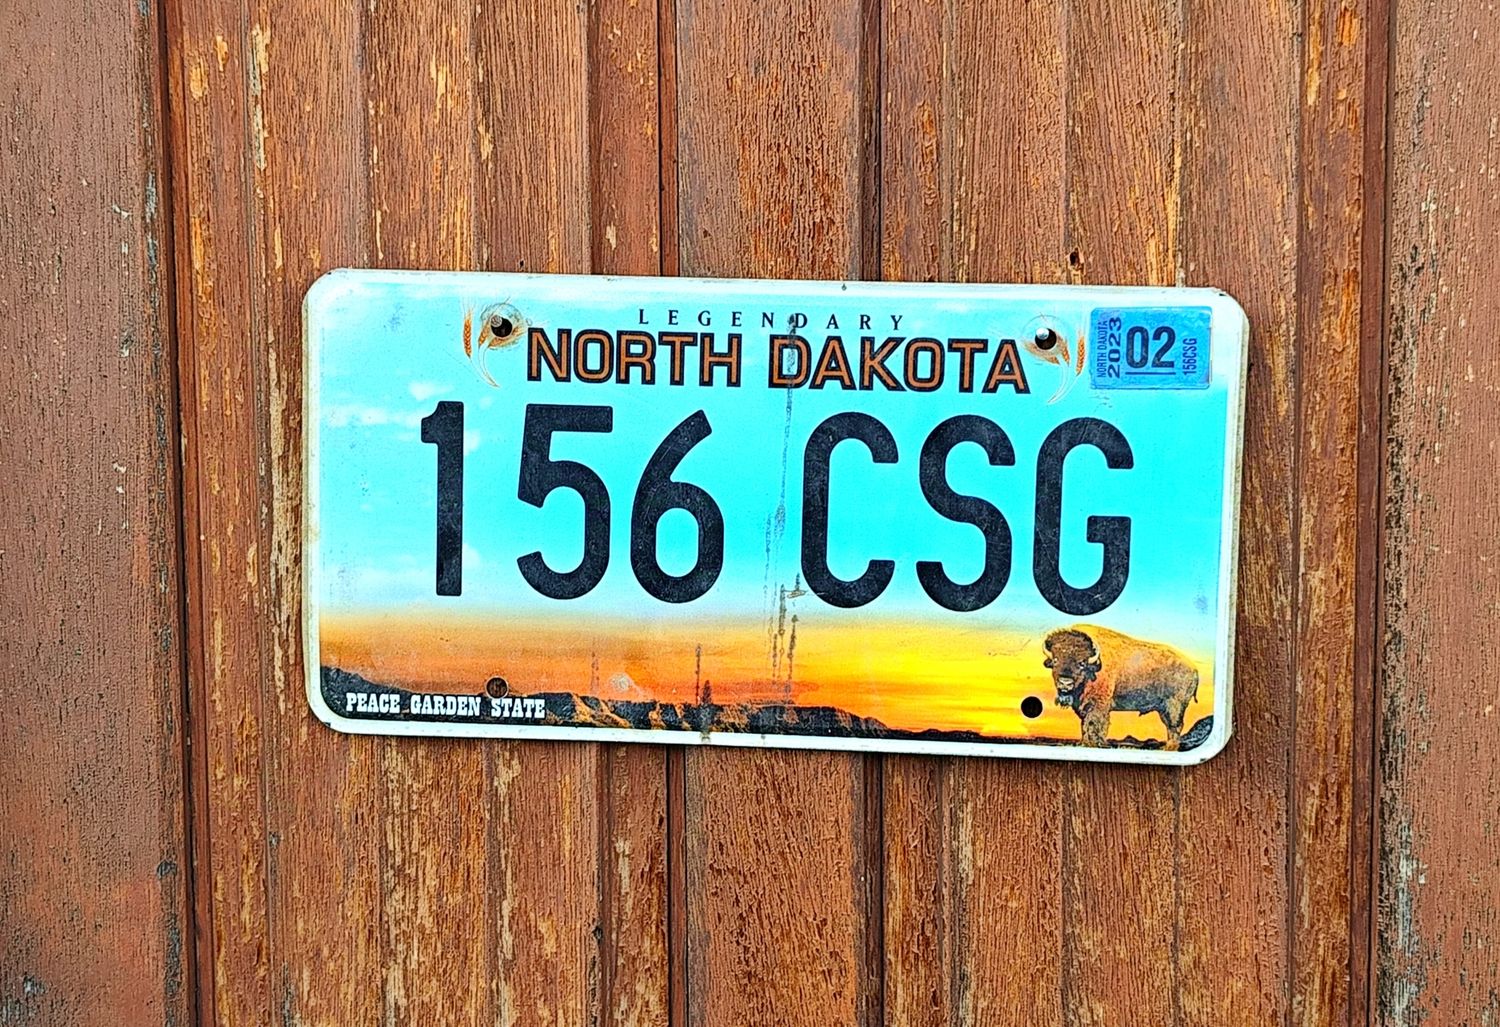 LEGENDARY
NORTH DAKOTA
NORTH DAKOTA
2023
02
156CSG
156 CSG
PEACE GARDEN STATE